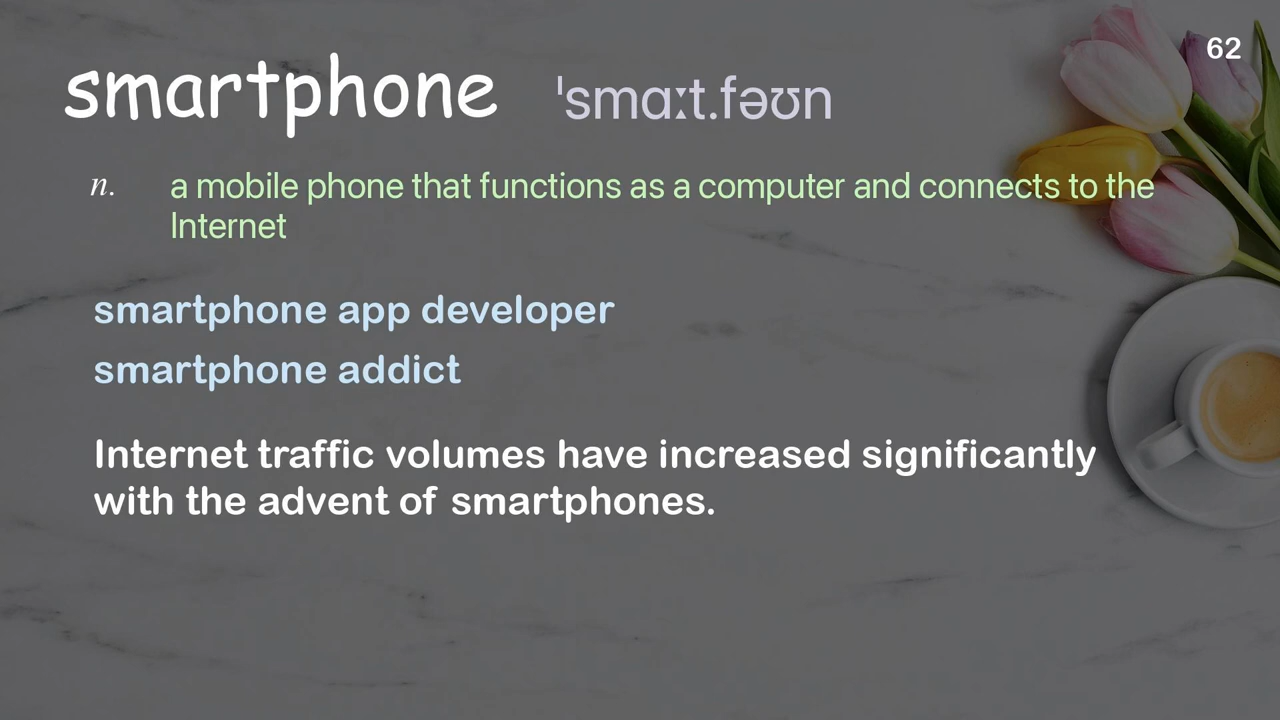 62
smartphone ˈsmɑːt.fəʊn
n. a mobile phone that functions as a computer and connects to the
Internet
smartphone app developer
smartphone addict
Internet traffic volumes have increased significantly
with the advent of smartphones.